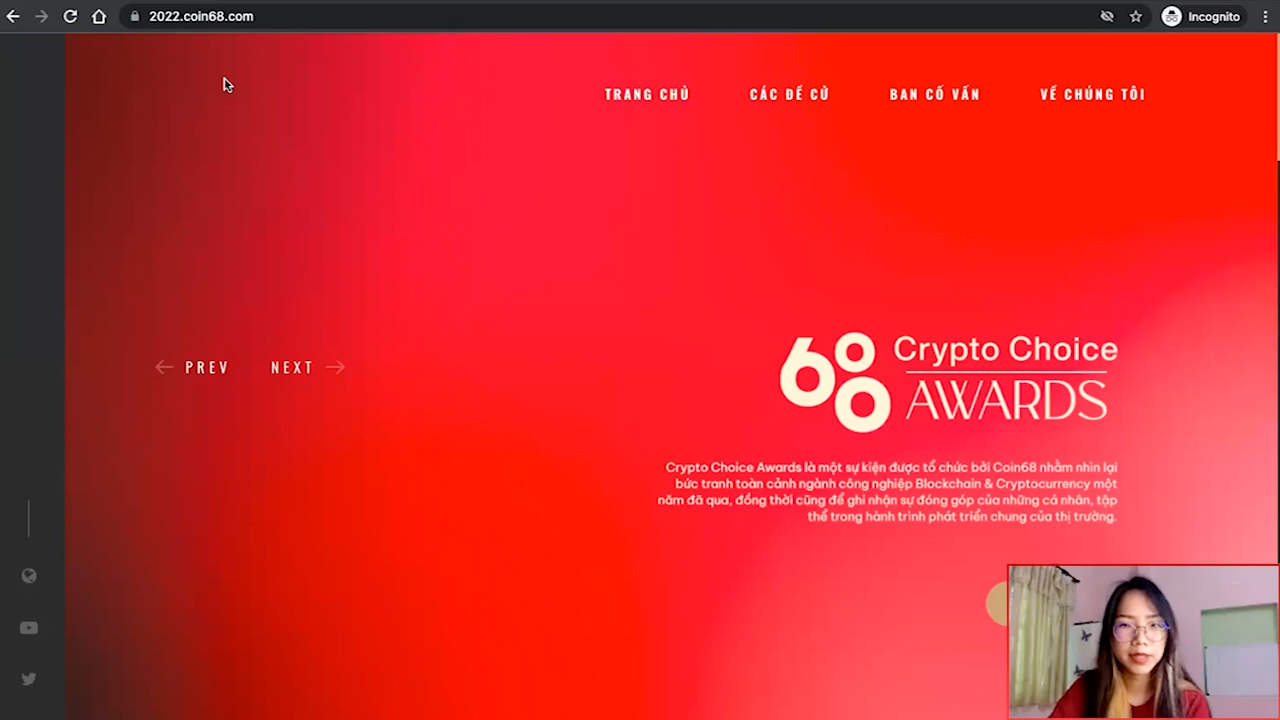 2022.coin68.com
Incognito
TRANG CHỦ
CÁC ĐỀ CỬ
BAN CỐ VẤN
VỀ CHÚNG TÔI
PREV
NEXT
68 Crypto Choice
AWARDS
Crypto Choice Awards là một sự kiện được tổ chức bởi Coin68 nhằm nhìn lại
bức tranh toàn cảnh ngành công nghiệp Blockchain & Cryptocurrency một
năm đã qua, đồng thời cũng để ghi nhận sự đóng góp của những cá nhân, tập
thể trong hành trình phát triển chung của thị trường.